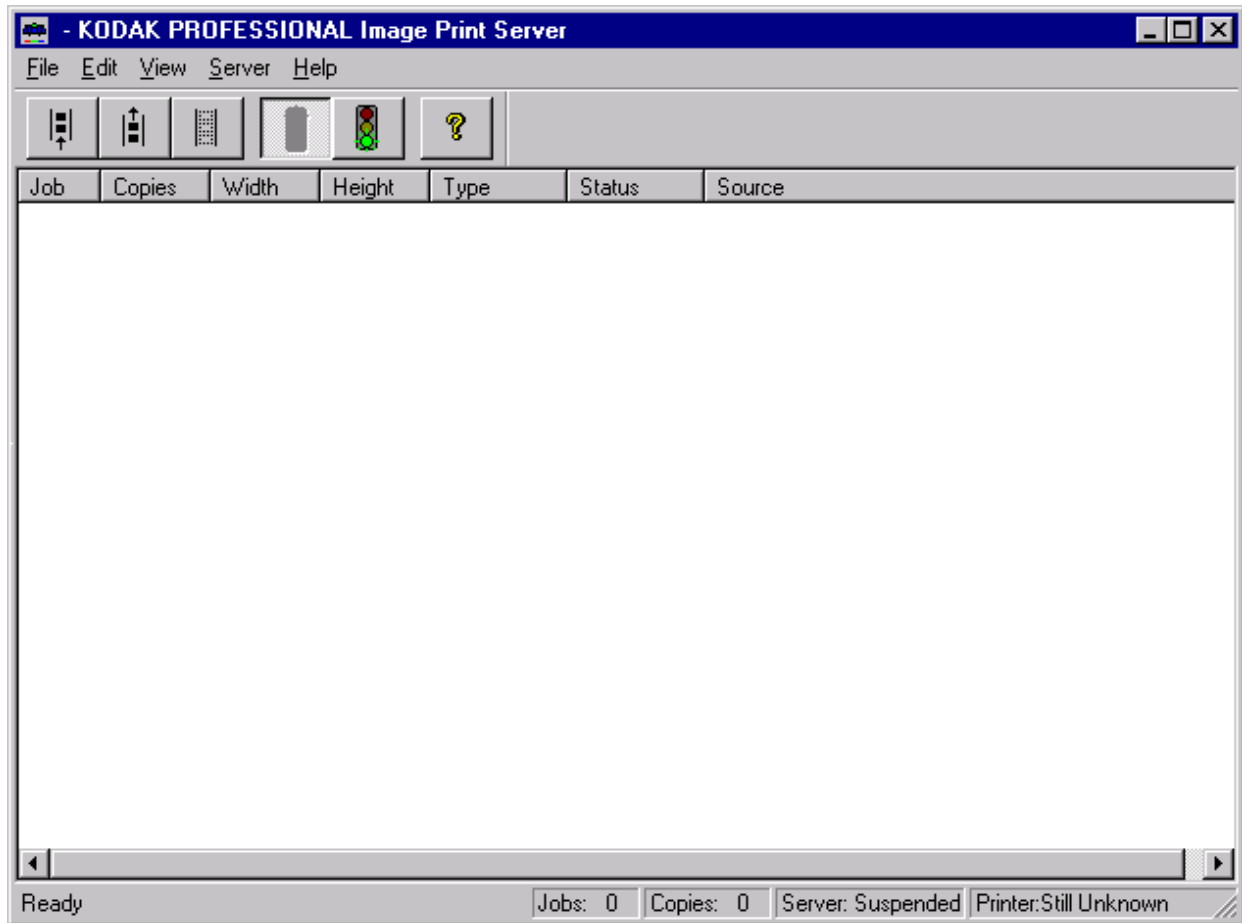 - KODAK PROFESSIONAL Image Print Server
File Edit View Server Help
?
Job Copies Width Height Type Status Source
Ready Jobs: 0 Copies: 0 Server: Suspended Printer:Still Unknown